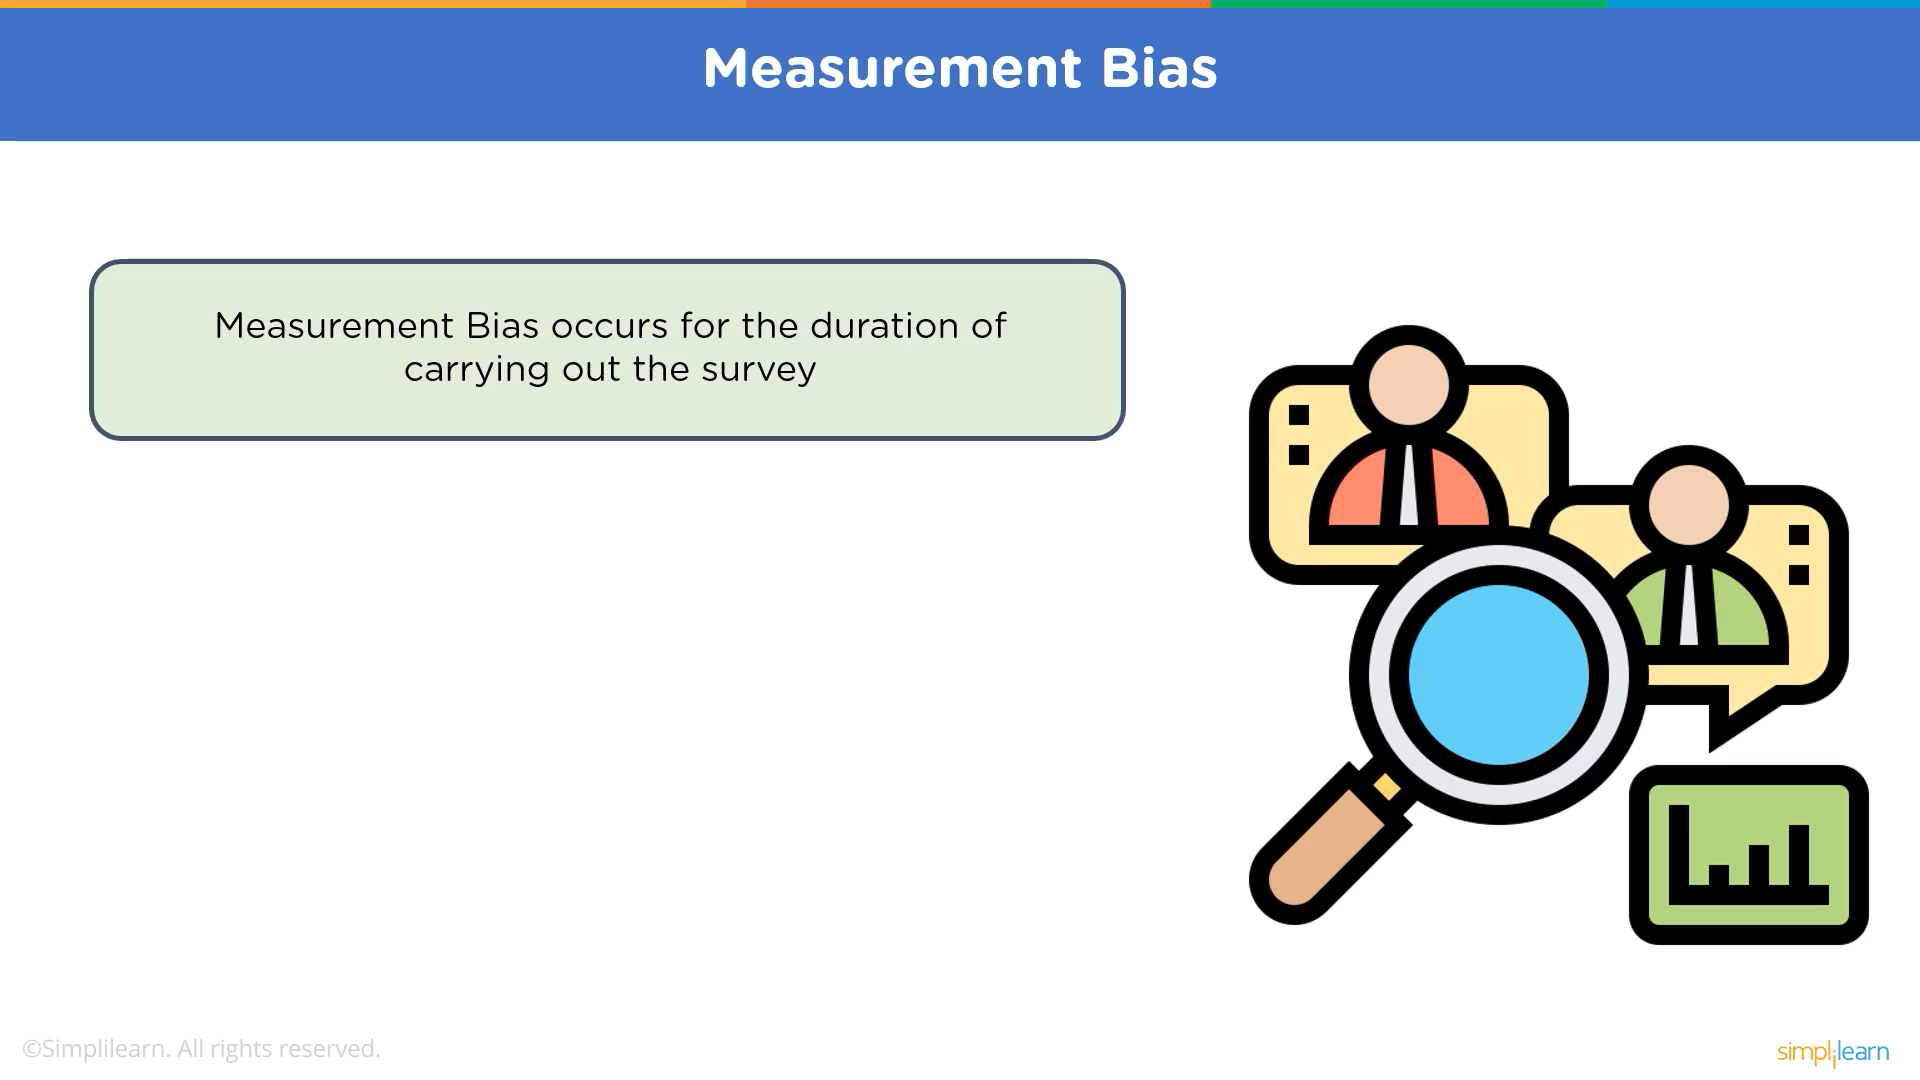 Measurement Bias
Measurement Bias occurs for the duration of
carrying out the survey
©Simplilearn. All rights reserved.
simplilearn